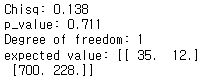 Chisq: 0.138
p_value: 0.711
Degree of freedom: 1
expected value: [[ 35.  12.]
 [700. 228.]]